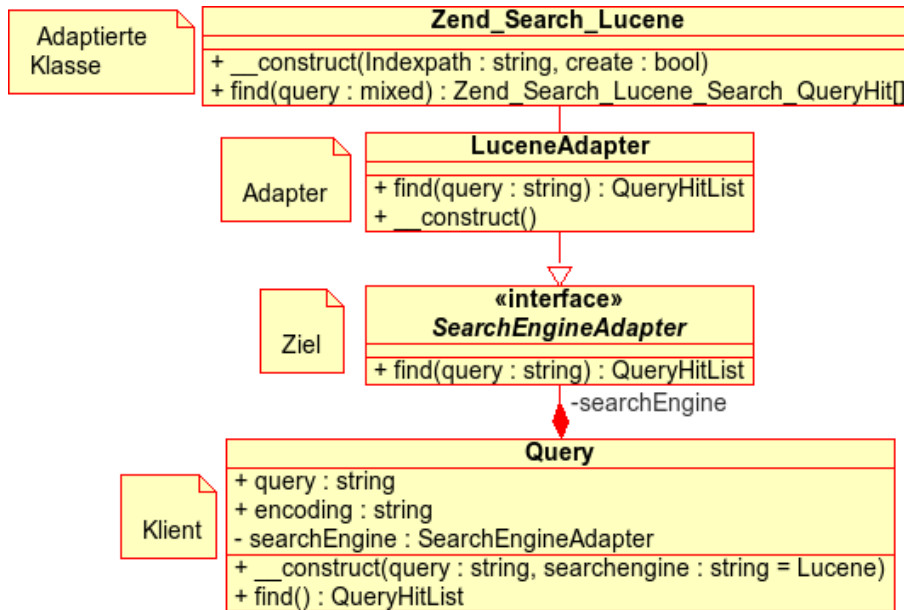 Adaptierte
Klasse
Zend_Search_Lucene
+ __construct(Indexpath : string, create : bool)
+ find(query : mixed) : Zend_Search_Lucene_Search_QueryHit[]
Adapter
LuceneAdapter
+ find(query : string) : QueryHitList
+ __construct()
Ziel
«interface»
SearchEngineAdapter
+ find(query : string) : QueryHitList
-searchEngine
Klient
Query
+ query : string
+ encoding : string
- searchEngine : SearchEngineAdapter
+ __construct(query : string, searchengine : string = Lucene)
+ find() : QueryHitList